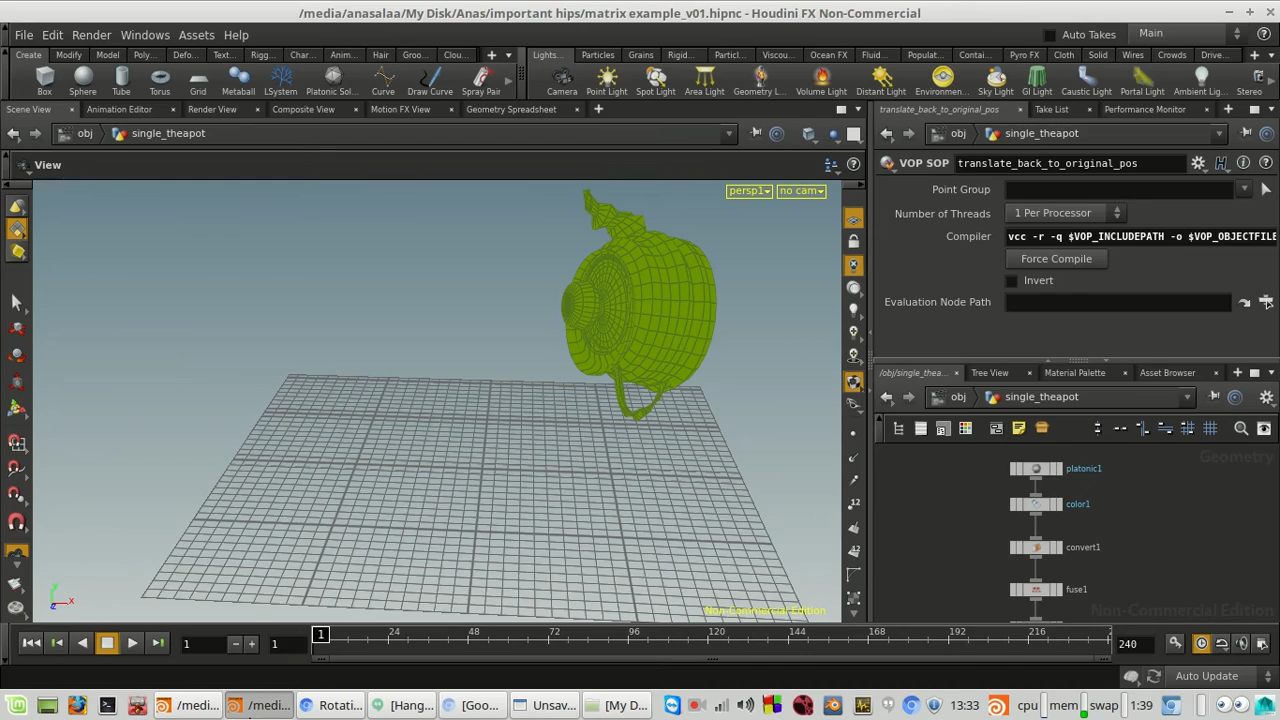 /media/anasalaa/My Disk/Anas/important hips/matrix example_v01.hipnc - Houdini FX Non-Commercial
File Edit Render Windows Assets Help
Auto Takes Main
Create Modify Model Poly... Defo... Texture Rigg... Char... Anim... Hair Groo... Clou...
Lights... Particles Grains Rigid... Particl... Viscou... Ocean FX Fluid... Populat... Contai... Pyro FX Cloth Solid Wires Crowds Drive...
Box Sphere Tube Torus Grid Metaball LSystem Platonic Sol... Curve Draw Curve Spray Pair
Camera Point Light Spot Light Area Light Geometry L... Volume Light Distant Light Environmen... Sky Light GI Light Caustic Light Portal Light Ambient Lig... Stereo
Scene View Animation Editor Render View Composite View Motion FX View Geometry Spreadsheet
translate_back_to_original_pos Take List Performance Monitor
obj single_theapot
obj single_theapot
View
VOP SOP translate_back_to_original_pos
persp1 no cam
Point Group
Number of Threads 1 Per Processor
Compiler vcc -r -q $VOP_INCLUDEPATH -o $VOP_OBJECTFILE
Force Compile
Invert
Evaluation Node Path
/obj/single_thea... Tree View Material Palette Asset Browser
obj single_theapot
Geometry
platonic1
color1
convert1
fuse1
Non-Commercial Edition
Non-Commercial Edition
y
x
z
1 1 1 24 48 72 96 120 144 168 192 216 2 240
Auto Update
/medi... /medi... Rotati... [Hang... [Goo... Unsav... [My D... 13:33 cpu mem swap 1:39